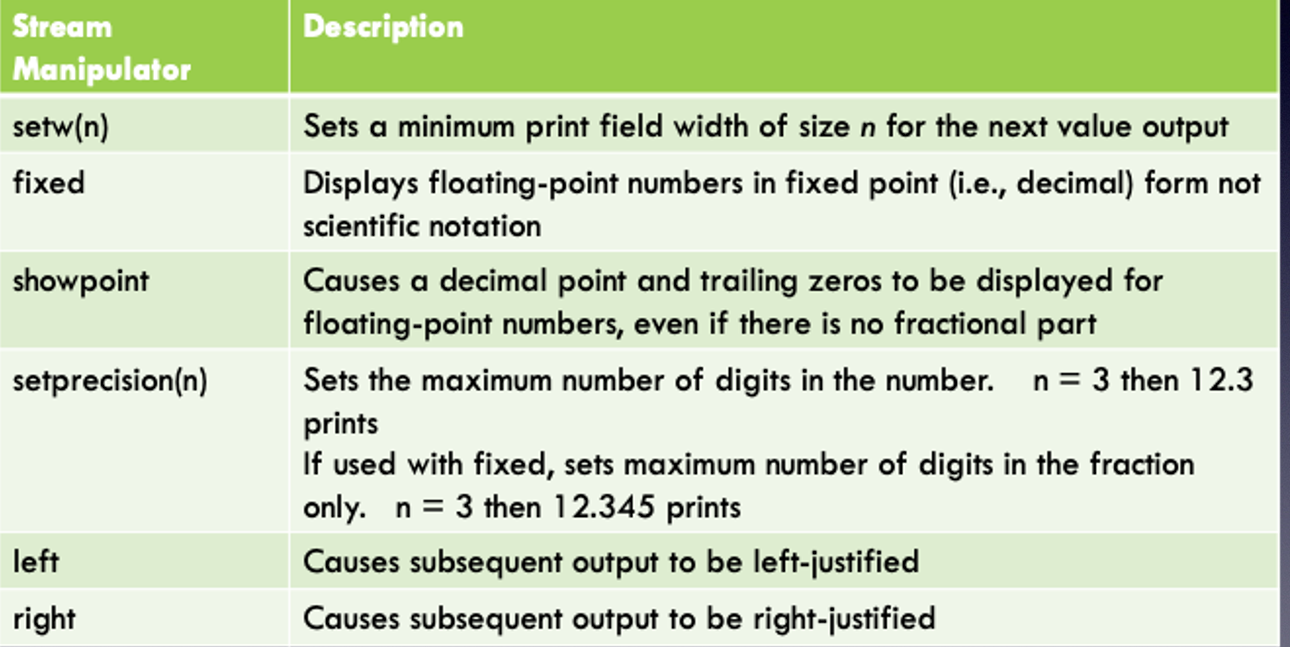 Stream
Manipulator
Description
setw(n)
Sets a minimum print field width of size n for the next value output
fixed
Displays floating-point numbers in fixed point (i.e., decimal) form not
scientific notation
showpoint
Causes a decimal point and trailing zeros to be displayed for
floating-point numbers, even if there is no fractional part
setprecision(n)
Sets the maximum number of digits in the number. n = 3 then 12.3
prints
If used with fixed, sets maximum number of digits in the fraction
only. n = 3 then 12.345 prints
left
Causes subsequent output to be left-justified
right
Causes subsequent output to be right-justified